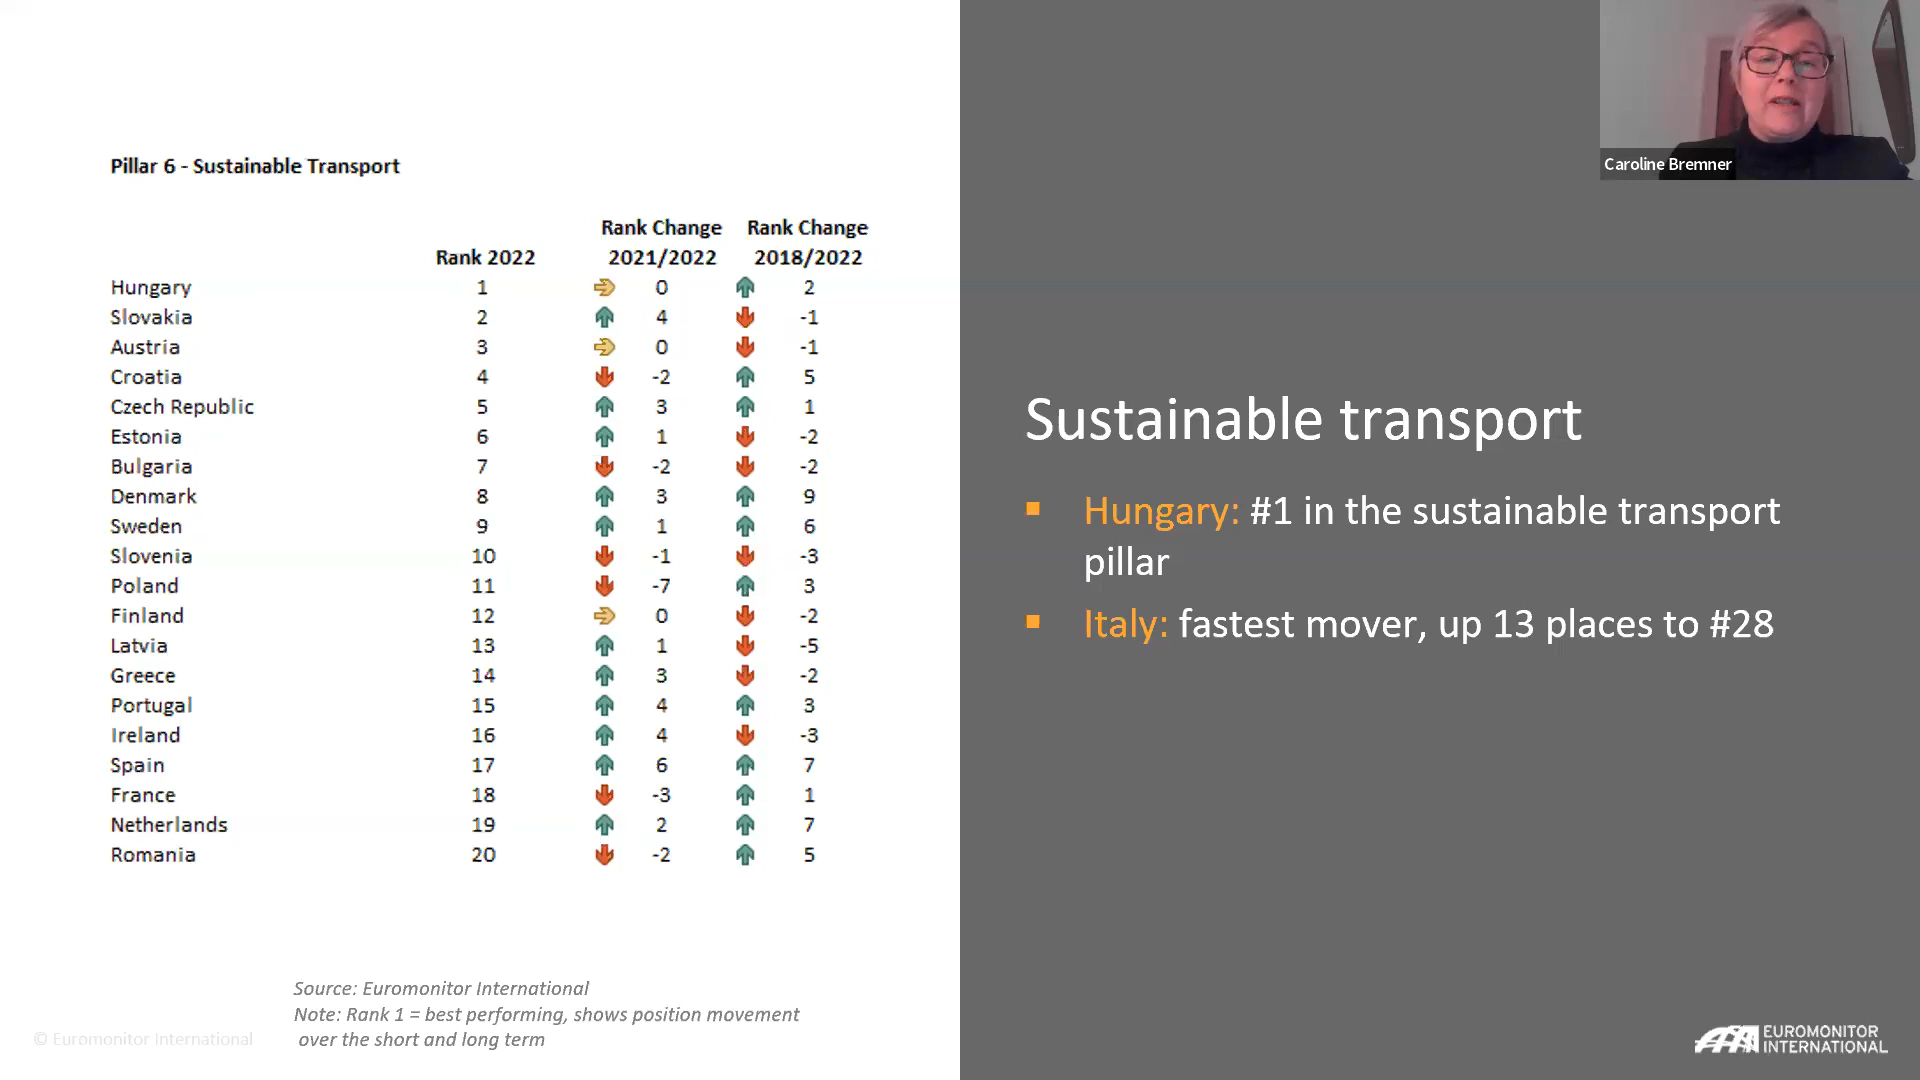 Pillar 6 - Sustainable Transport
Rank Change Rank Change
Rank 2022 2021/2022 2018/2022
Hungary 1 0 2
Slovakia 2 4 -1
Austria 3 0 -1
Croatia 4 -2 5
Czech Republic 5 3 1
Estonia 6 1 -2
Bulgaria 7 -2 -2
Denmark 8 3 9
Sweden 9 1 6
Slovenia 10 -1 -3
Poland 11 -7 3
Finland 12 0 -2
Latvia 13 1 -5
Greece 14 3 -2
Portugal 15 4 3
Ireland 16 4 -3
Spain 17 6 7
France 18 -3 1
Netherlands 19 2 7
Romania 20 -2 5
Source: Euromonitor International
Note: Rank 1 = best performing, shows position movement
over the short and long term
© Euromonitor International
Caroline Bremner
Sustainable transport
Hungary: #1 in the sustainable transport
pillar
Italy: fastest mover, up 13 places to #28
EUROMONITOR
INTERNATIONAL